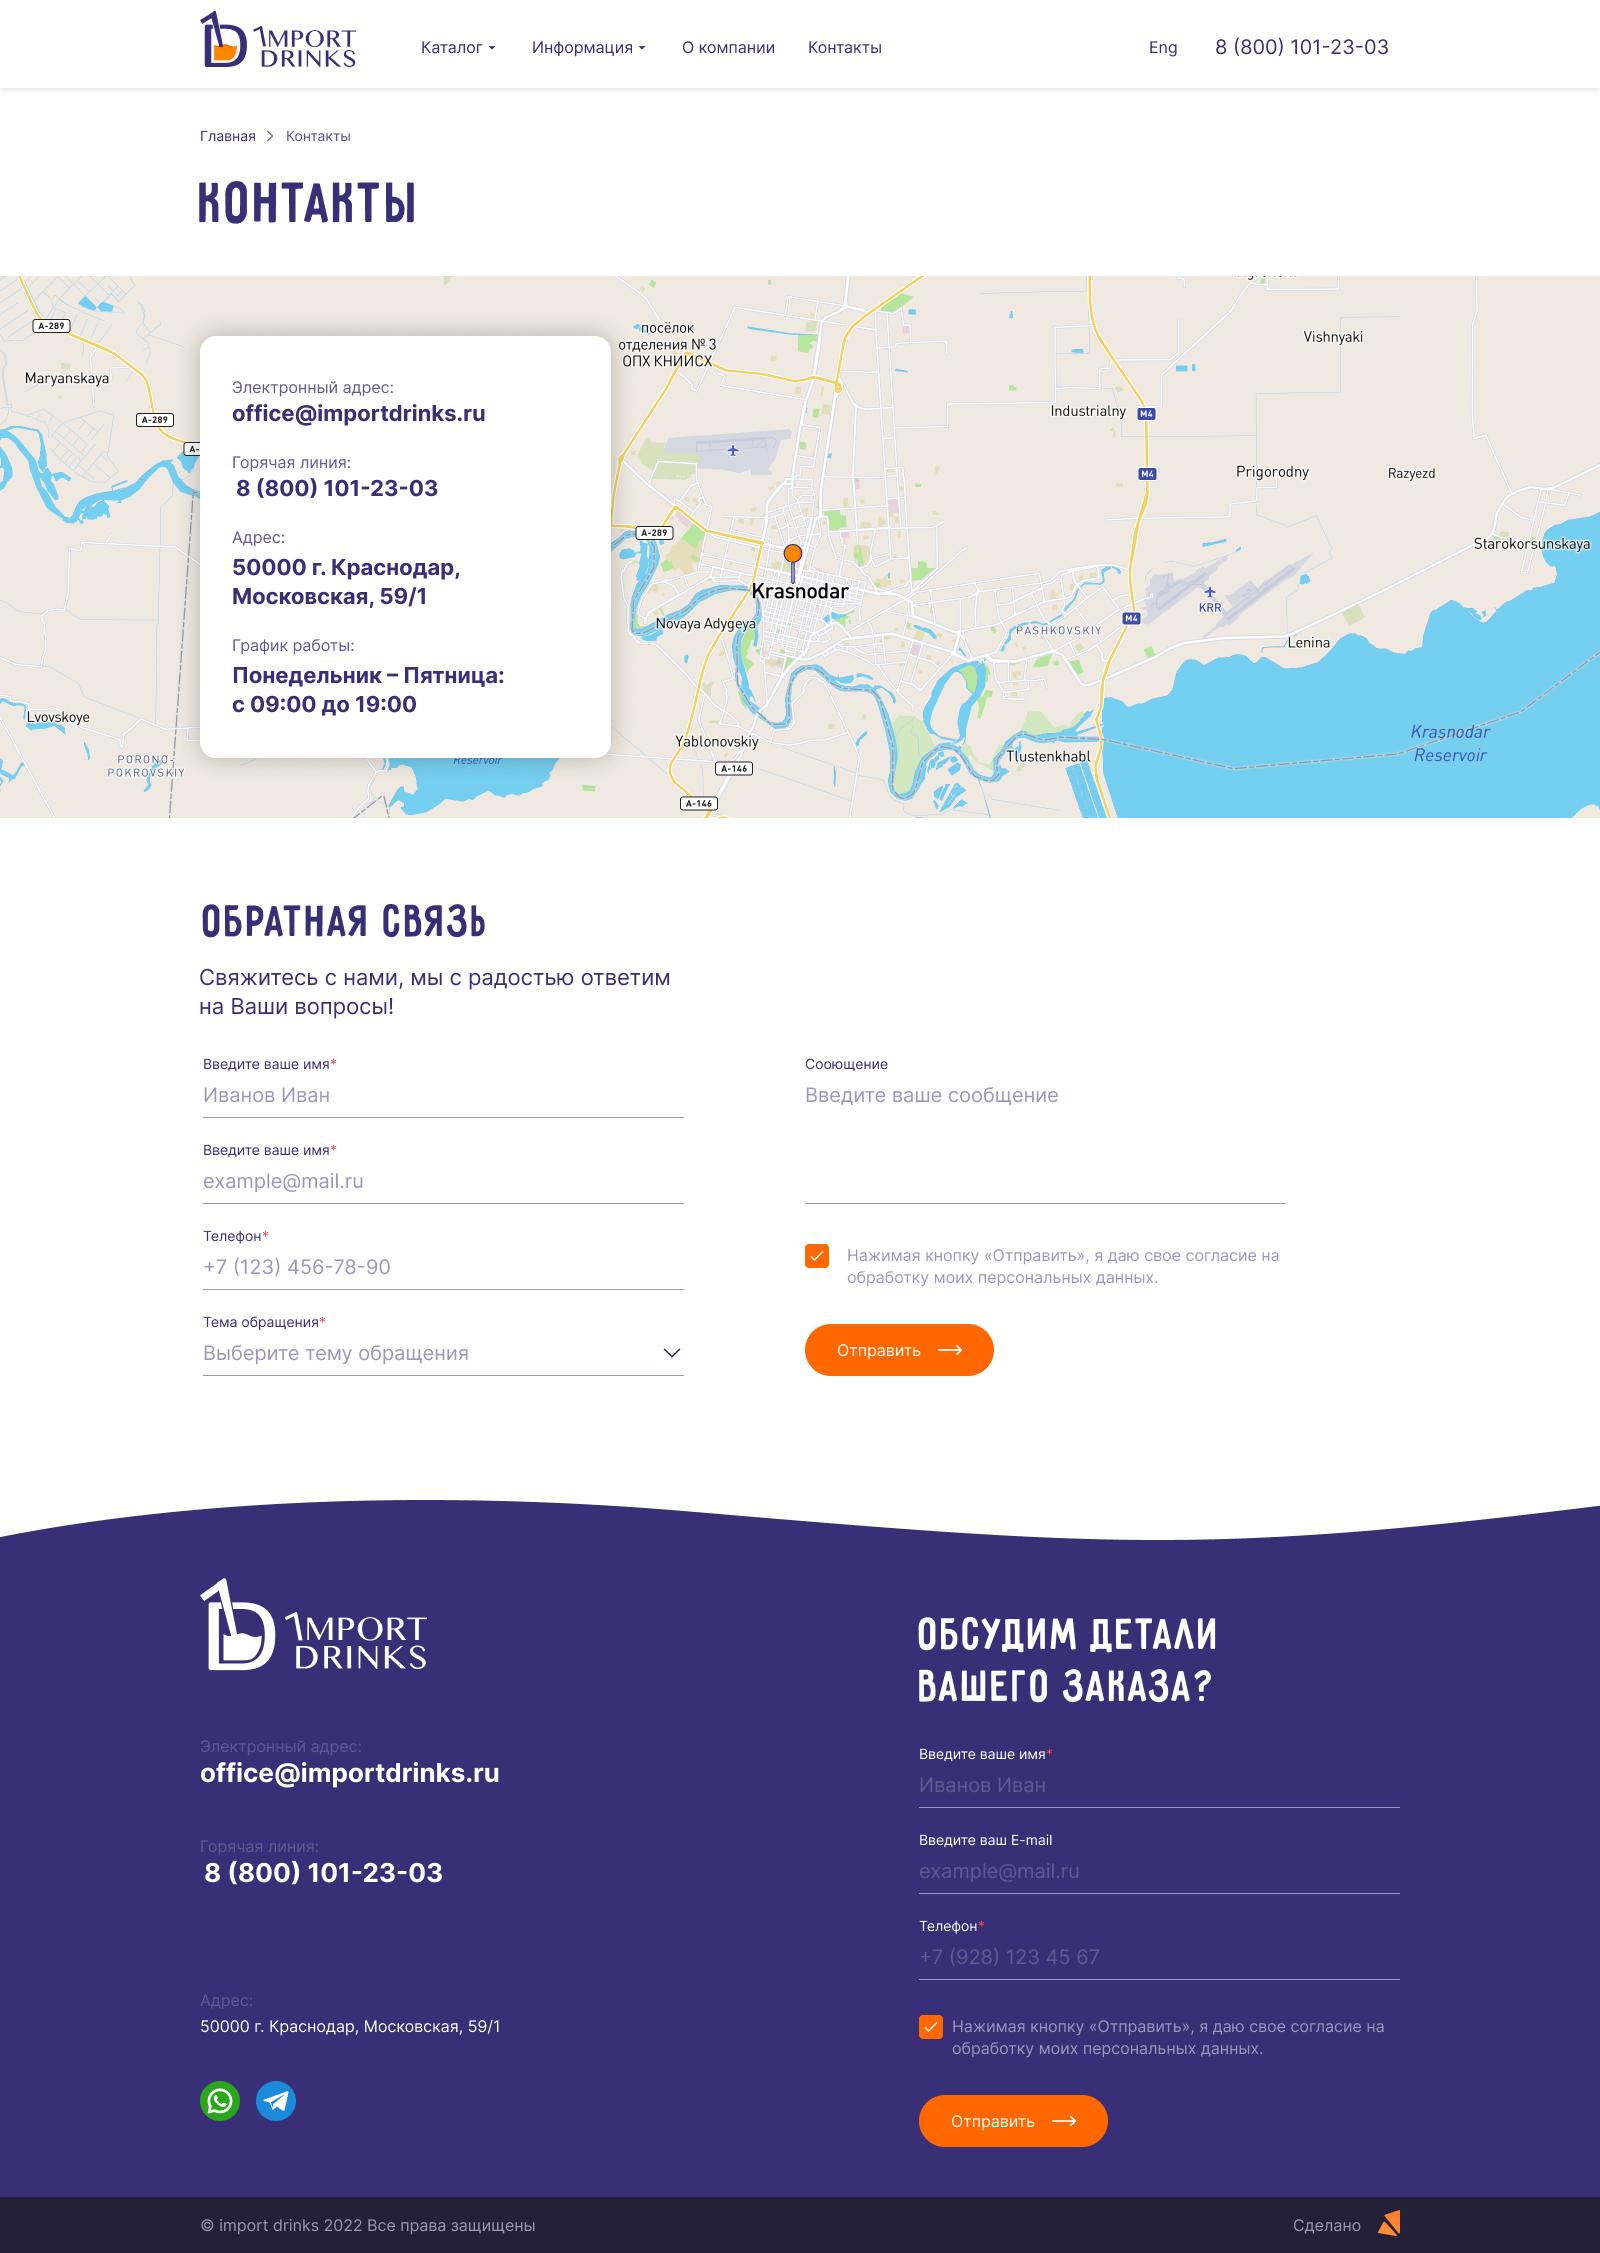 1MPORT
DRINKS
Каталог
Информация
О компании
Контакты
Eng
8 (800) 101-23-03
Главная
Контакты
КОНТАКТЫ
A-289
Maryanskaya
A-289
A-
Lvovskoye
PORONO-
POKROVSKIY
Reservoir
Электронный адрес:
office@importdrinks.ru
Горячая линия:
8 (800) 101-23-03
Адрес:
50000 г. Краснодар,
Московская, 59/1
График работы:
Понедельник – Пятница:
с 09:00 до 19:00
посёлок
отделения № 3
ОПХ КНИИСХ
A-289
Krasnodar
Novaya Adygeya
Yablonovskiy
A-146
A-146
Vishnyaki
Industrialny
M4
M4
Prigorodny
Razyezd
Starokorsunskaya
KRR
M4
PASHKOVSKIY
Lenina
Tlustenkhabl
Krasnodar
Reservoir
ОБРАТНАЯ СВЯЗЬ
Свяжитесь с нами, мы с радостью ответим
на Ваши вопросы!
Введите ваше имя*
Иванов Иван
Введите ваше имя*
example@mail.ru
Телефон*
+7 (123) 456-78-90
Тема обращения*
Выберите тему обращения
Сооющение
Введите ваше сообщение
Нажимая кнопку «Отправить», я даю свое согласие на
обработку моих персональных данных.
Отправить
1MPORT
DRINKS
Электронный адрес:
office@importdrinks.ru
Горячая линия:
8 (800) 101-23-03
Адрес:
50000 г. Краснодар, Московская, 59/1
ОБСУДИМ ДЕТАЛИ
ВАШЕГО ЗАКАЗА?
Введите ваше имя*
Иванов Иван
Введите ваш E-mail
example@mail.ru
Телефон*
+7 (928) 123 45 67
Нажимая кнопку «Отправить», я даю свое согласие на
обработку моих персональных данных.
Отправить
© import drinks 2022 Все права защищены
Сделано